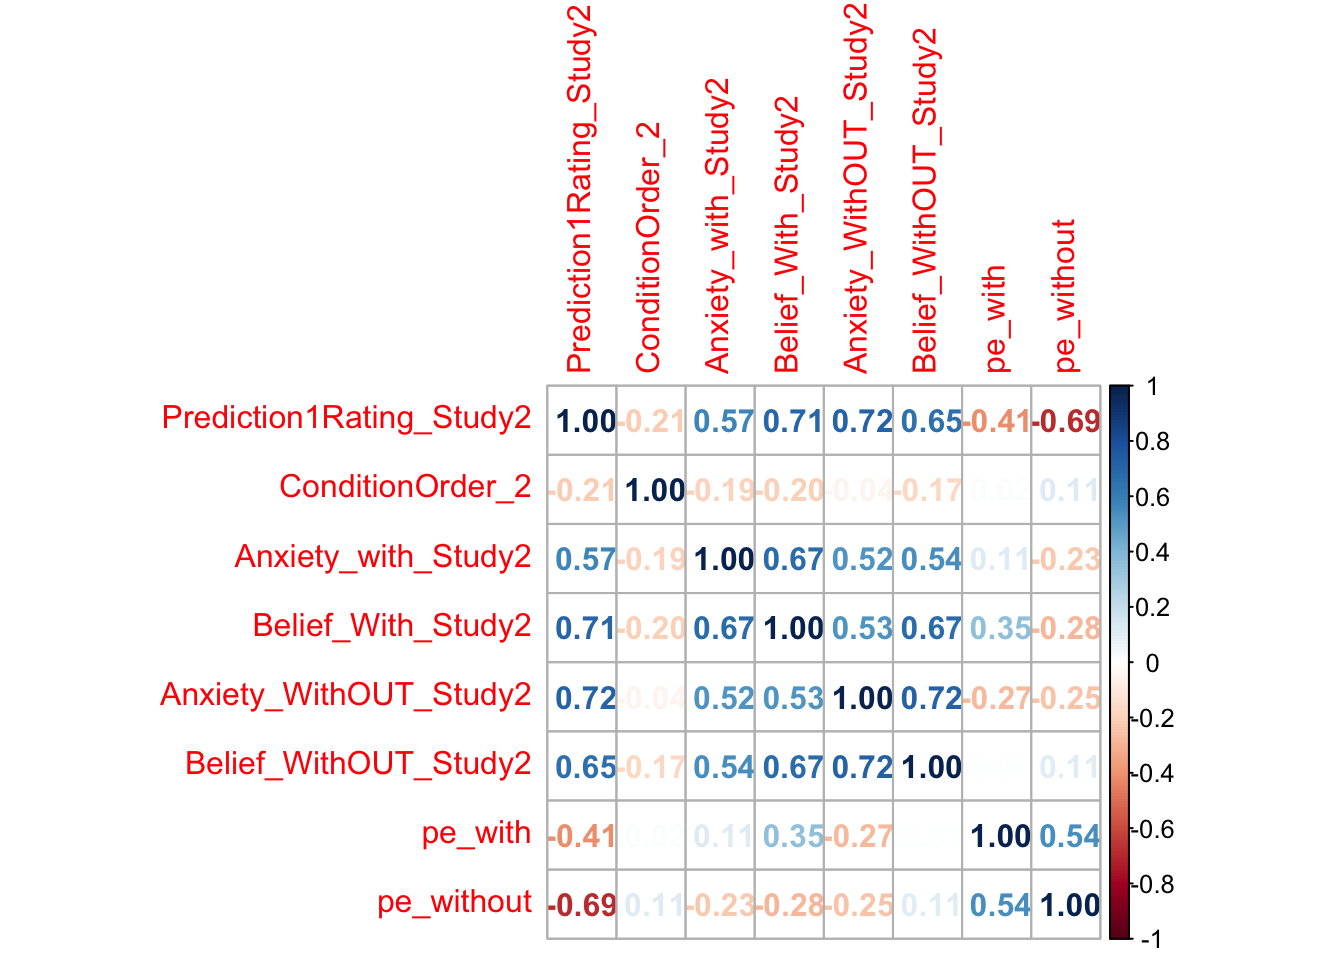 Prediction1Rating_Study2
ConditionOrder_2
Anxiety_with_Study2
Belief_With_Study2
Anxiety_WithOUT_Study2
Belief_WithOUT_Study2
pe_with
pe_without
Prediction1Rating_Study2 1.00 -0.21 0.57 0.71 0.72 0.65 -0.41 -0.69
ConditionOrder_2 -0.21 1.00 -0.19 -0.20 -0.04 -0.17 0.02 0.11
Anxiety_with_Study2 0.57 -0.19 1.00 0.67 0.52 0.54 0.11 -0.23
Belief_With_Study2 0.71 -0.20 0.67 1.00 0.53 0.67 0.35 -0.28
Anxiety_WithOUT_Study2 0.72 -0.04 0.52 0.53 1.00 0.72 -0.27 -0.25
Belief_WithOUT_Study2 0.65 -0.17 0.54 0.67 0.72 1.00 0.11
pe_with -0.41 0.02 0.11 0.35 -0.27 1.00 0.54
pe_without -0.69 0.11 -0.23 -0.28 -0.25 0.11 0.54 1.00
1
0.8
0.6
0.4
0.2
0
-0.2
-0.4
-0.6
-0.8
-1